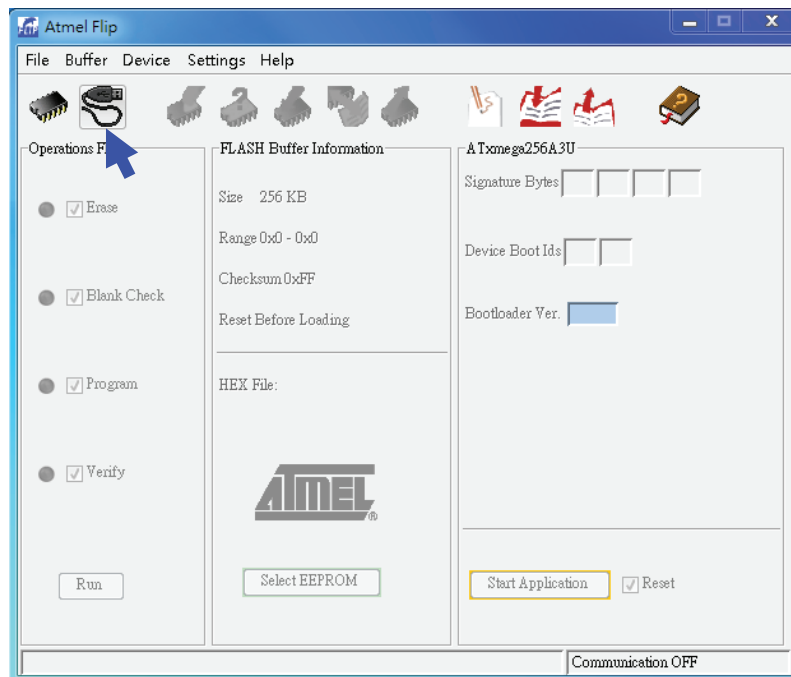 Atmel Flip
File Buffer Device Settings Help
Operations F
Erase
Blank Check
Program
Verify
Run
FLASH Buffer Information
Size 256 KB
Range 0x0 - 0x0
Checksum 0xFF
Reset Before Loading
HEX File:
ATMEL®
Select EEPROM
ATxmega256A3U
Signature Bytes
Device Boot Ids
Bootloader Ver.
Start Application
Reset
Communication OFF